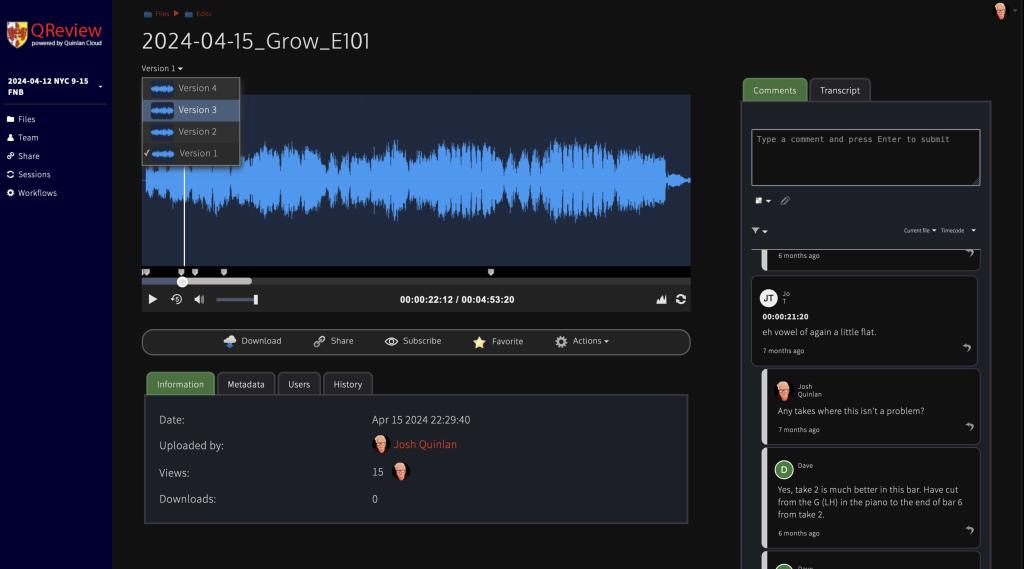 QReview
powered by Quinlan Cloud
2024-04-12 NYC 9-15
FNB
Files
Team
Share
Sessions
Workflows
Files ▶ Edits
2024-04-15_Grow_E101
Version 1
Version 4
Version 3
Version 2
✓ Version 1
00:00:22:12 / 00:04:53:20
Download
Share
Subscribe
Favorite
Actions
Information
Metadata
Users
History
Date: Apr 15 2024 22:29:40
Uploaded by: Josh Quinlan
Views: 15
Downloads: 0
Comments
Transcript
Type a comment and press Enter to submit
Current file
Timecode
6 months ago
JT
Jo
T
00:00:21:20
eh vowel of again a little flat.
7 months ago
Josh
Quinlan
Any takes where this isn't a problem?
7 months ago
D
Dave
Yes, take 2 is much better in this bar. Have cut
from the G (LH) in the piano to the end of bar 6
from take 2.
6 months ago
Dave